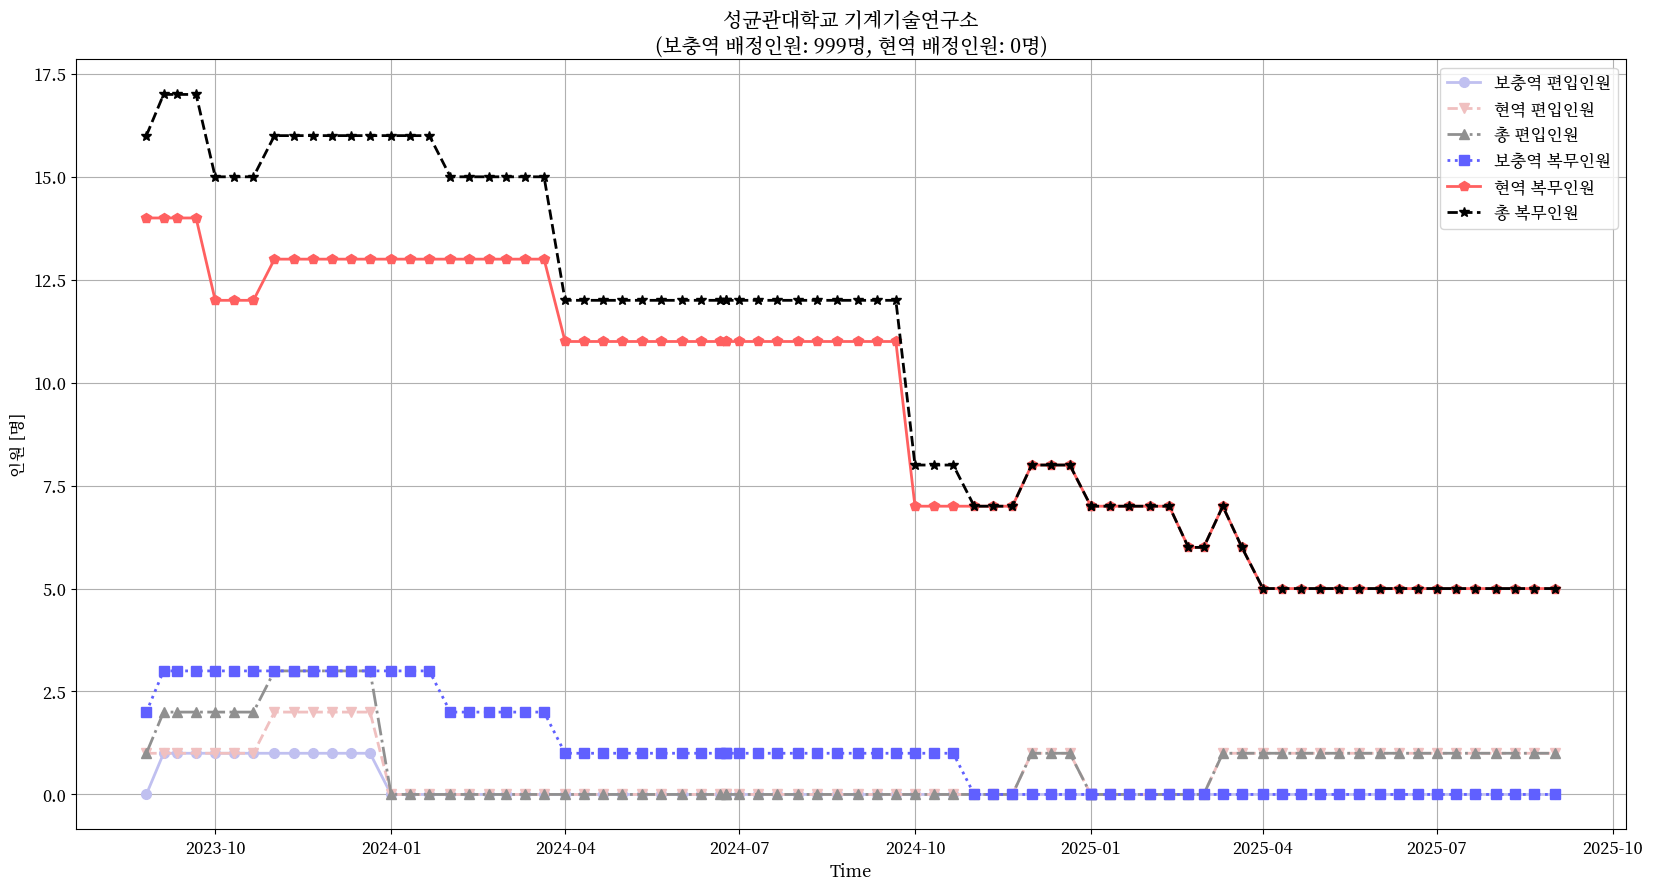 성균관대학교 기계기술연구소
(보충역 배정인원: 999명, 현역 배정인원: 0명)
17.5
15.0
12.5
10.0
7.5
5.0
2.5
0.0
인원 [명]
보충역 편입인원
현역 편입인원
총 편입인원
보충역 복무인원
현역 복무인원
총 복무인원
2023-10
2024-01
2024-04
2024-07
2024-10
2025-01
2025-04
2025-07
2025-10
Time